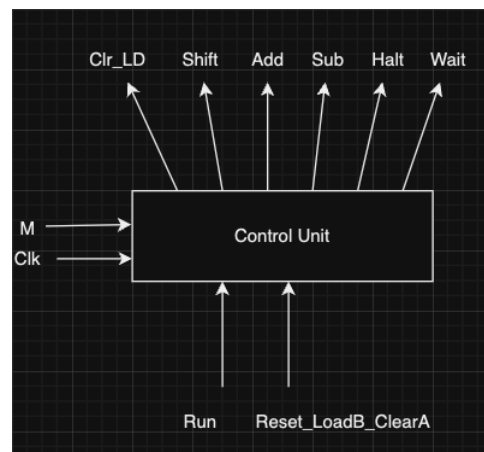 Clr_LD Shift Add Sub Halt Wait
M
Control Unit
Clk
Run Reset_LoadB_ClearA